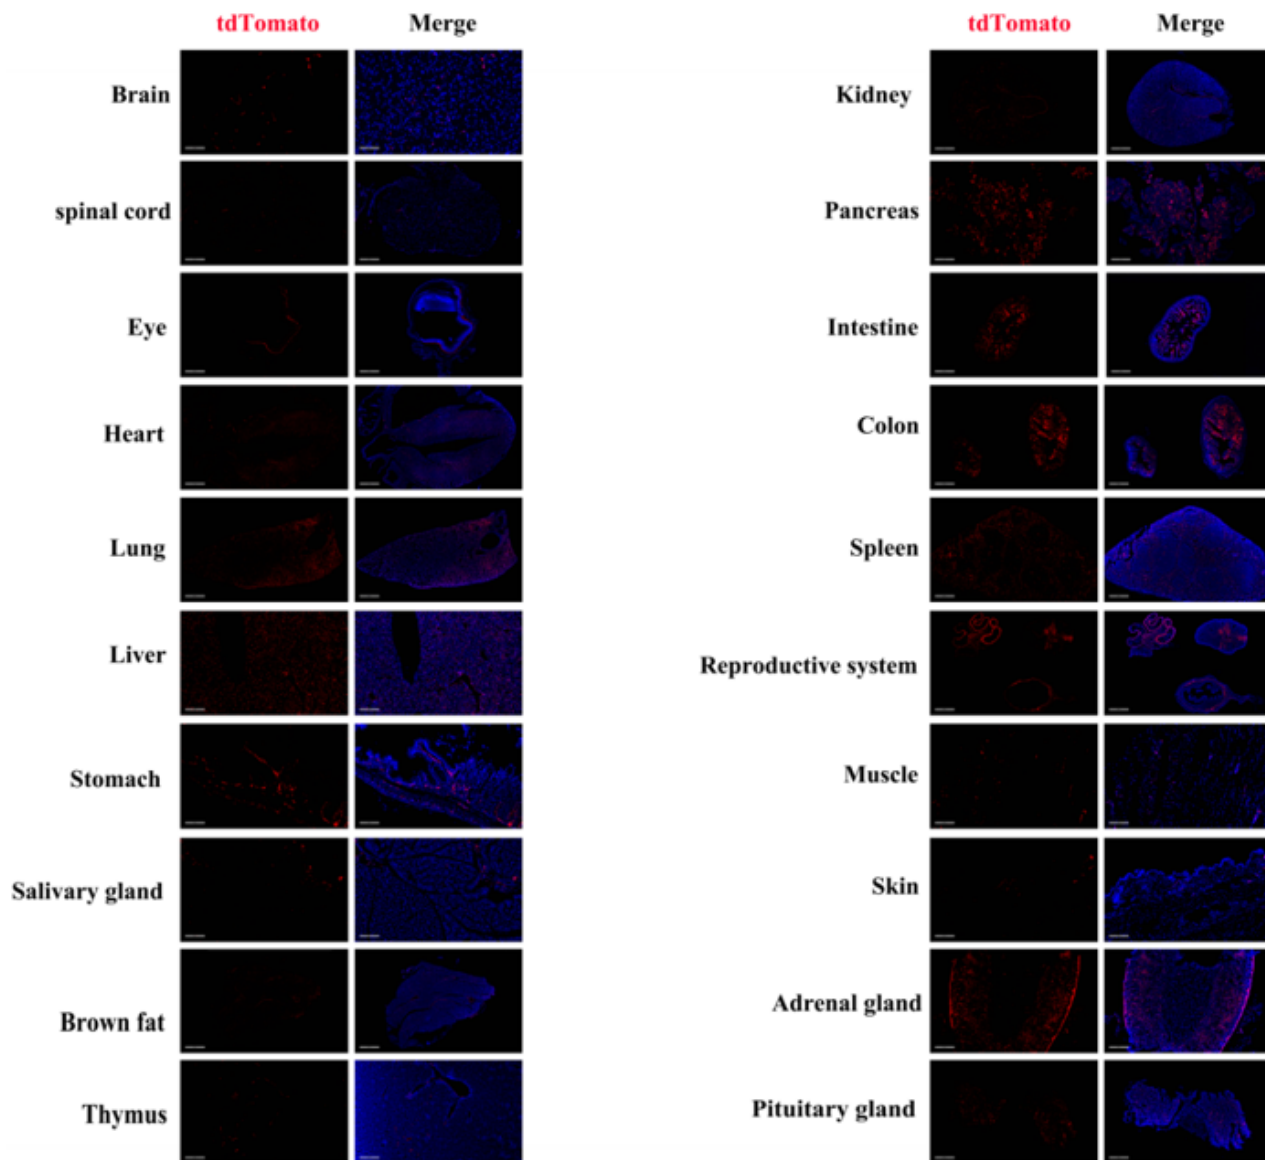 tdTomato Merge tdTomato Merge
Brain
spinal cord
Eye
Heart
Lung
Liver
Stomach
Salivary gland
Brown fat
Thymus
Kidney
Pancreas
Intestine
Colon
Spleen
Reproductive system
Muscle
Skin
Adrenal gland
Pituitary gland